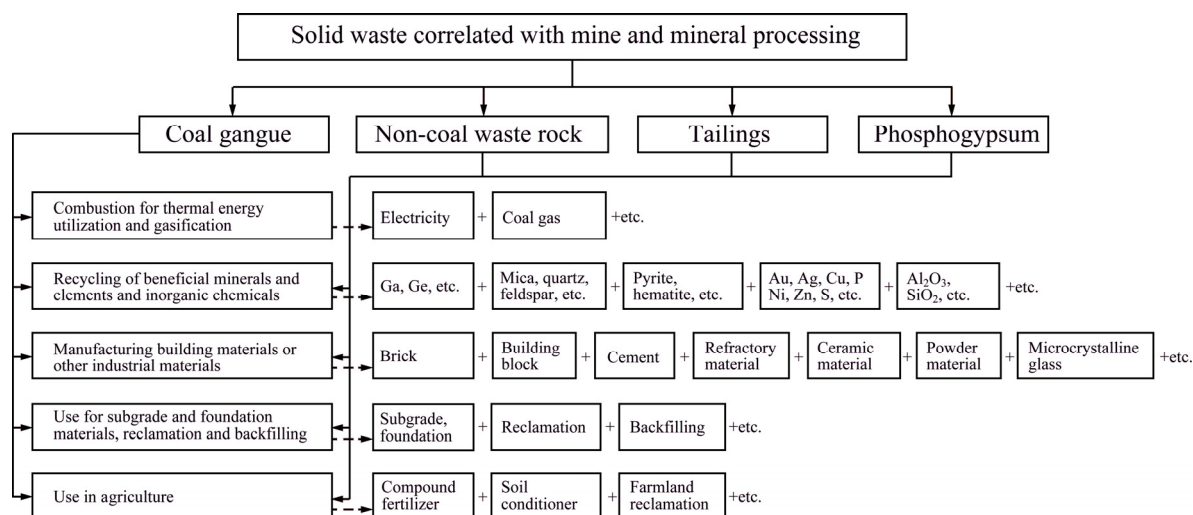 Solid waste correlated with mine and mineral processing
Coal gangue
Non-coal waste rock
Tailings
Phosphogypsum
Combustion for thermal energy
utilization and gasification
Electricity
+
Coal gas
+etc.
Recycling of beneficial minerals and
clements and inorganic chemicals
Ga, Ge, etc.
+
Mica, quartz,
feldspar, etc.
+
Pyrite,
hematite, etc.
+
Au, Ag, Cu, P
Ni, Zn, S, etc.
+
Al₂O₃,
SiO₂, etc.
+etc.
Manufacturing building materials or
other industrial materials
Brick
+
Building
block
+
Cement
+
Refractory
material
+
Ceramic
material
+
Powder
material
+
Microcrystalline
glass
+etc.
Use for subgrade and foundation
materials, reclamation and backfilling
Subgrade,
foundation
+
Reclamation
+
Backfilling
+etc.
Use in agriculture
Compound
fertilizer
+
Soil
conditioner
+
Farmland
reclamation
+etc.